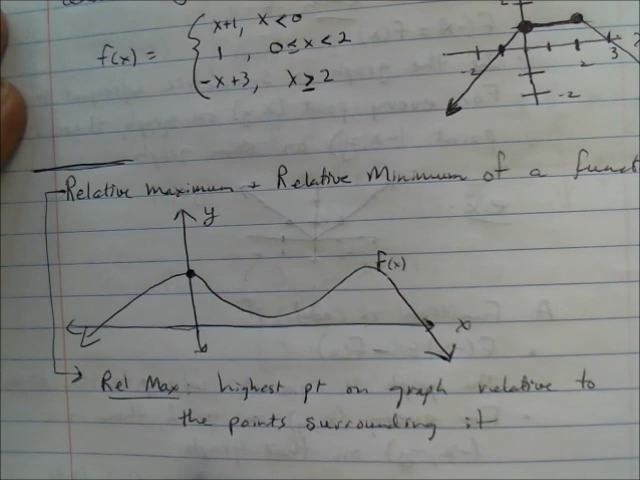 f(x) = { x+1, x<0
1, 0≤x<2
-x+3, x≥2
-2 2 3
-2
Relative maximum + Relative Minimum of a funct
y
f(x)
x
Rel Max: highest pt on graph relative to
the points surrounding it